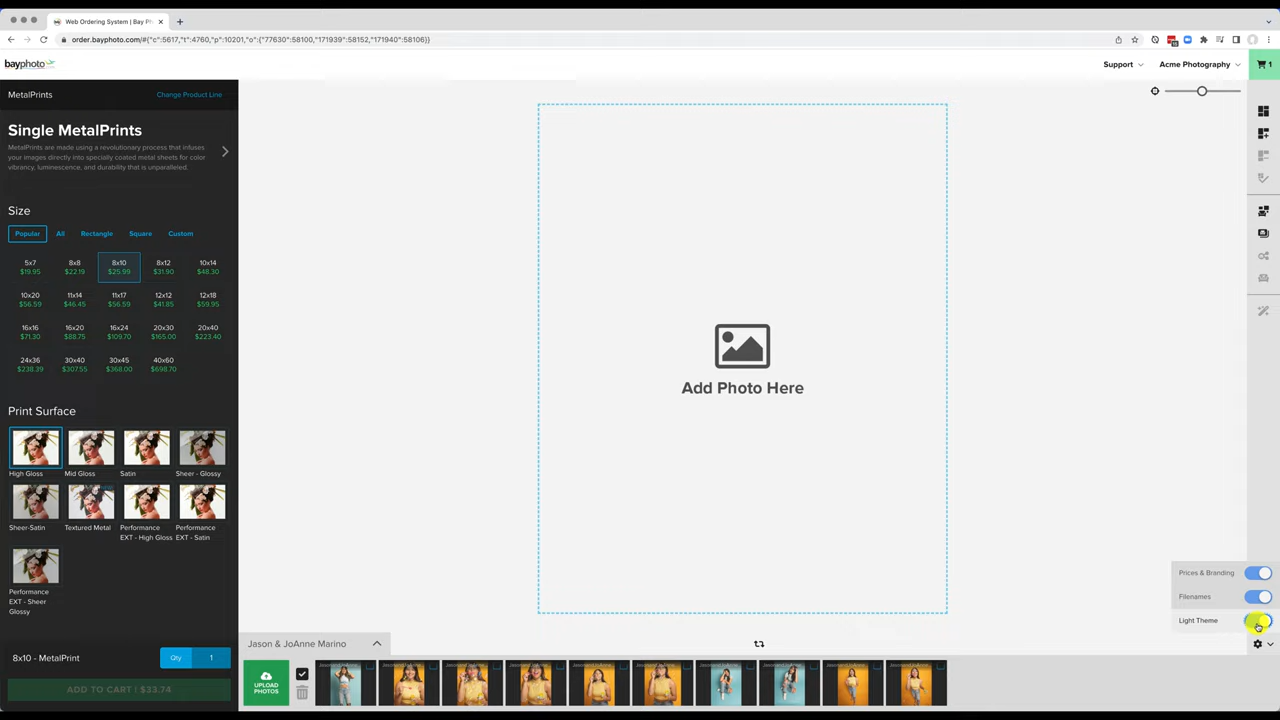 Web Ordering System | Bay Ph
order.bayphoto.com/#{"c":5617,"t":4760,"p":10201,"o":{"77630":58100,"171939":58152,"171940":58106}}
bayphoto
Support
Acme Photography
1
MetalPrints
Change Product Line
Single MetalPrints
MetalPrints are made using a revolutionary process that infuses
your images directly into specially coated metal sheets for color
vibrancy, luminescence, and durability that is unparalleled.
Size
Popular All Rectangle Square Custom
5x7 8x8 8x10 8x12 10x14
$19.95 $22.19 $25.99 $31.90 $48.30
10x20 11x14 11x17 12x12 12x18
$56.59 $46.45 $56.59 $41.85 $59.95
16x16 16x20 16x24 20x30 20x40
$71.30 $88.75 $109.70 $165.00 $223.40
24x36 30x40 30x45 40x60
$238.39 $307.55 $368.00 $698.70
Print Surface
High Gloss Mid Gloss Satin Sheer - Glossy
Sheer-Satin Textured Metal Performance Performance
EXT - High Gloss EXT - Satin
Performance
EXT - Sheer
Glossy
8x10 - MetalPrint
Qty 1
ADD TO CART | $33.74
Add Photo Here
Prices & Branding
Filenames
Light Theme
Jason & JoAnne Marino
UPLOAD
PHOTOS